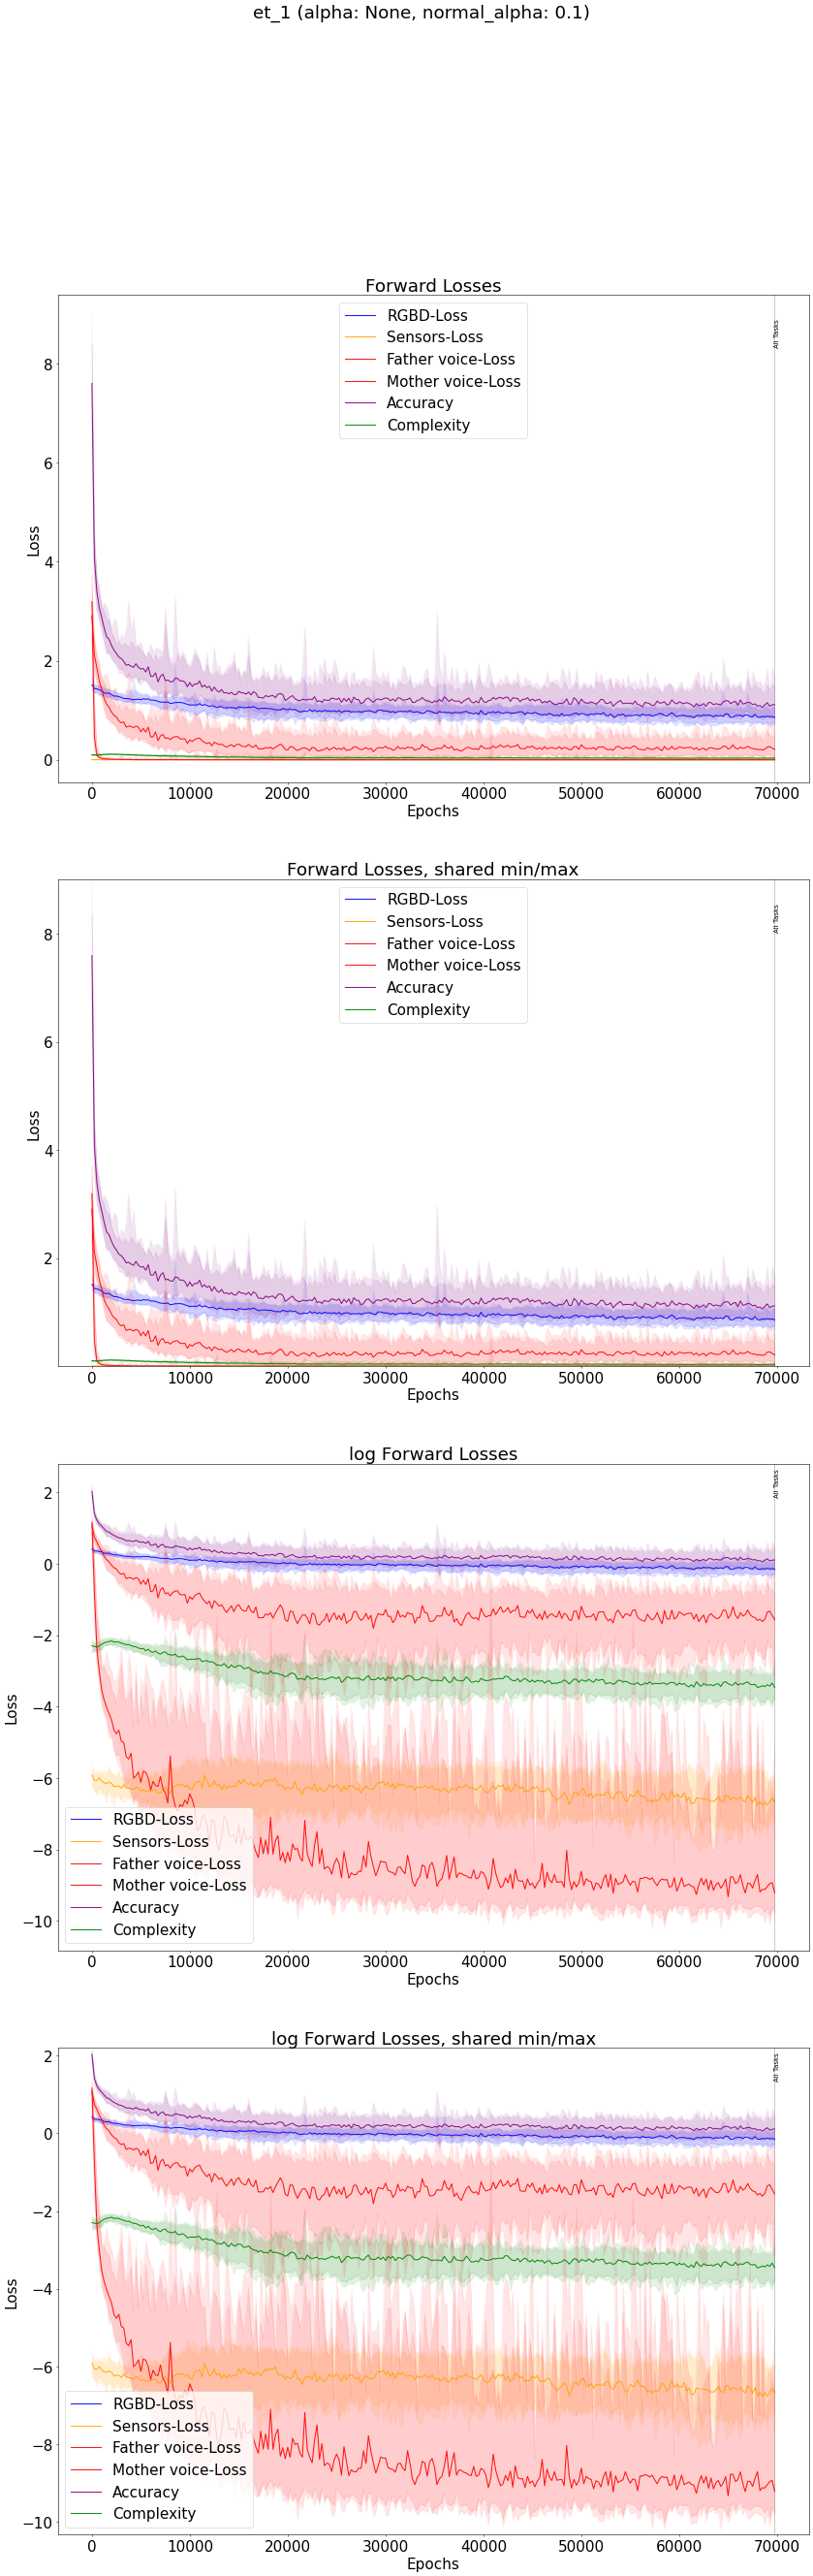 et_1 (alpha: None, normal_alpha: 0.1)
Forward Losses
RGBD-Loss
Sensors-Loss
Father voice-Loss
Mother voice-Loss
Accuracy
Complexity
All Tasks
8
6
4
2
0
Loss
0 10000 20000 30000 40000 50000 60000 70000
Epochs
Forward Losses, shared min/max
RGBD-Loss
Sensors-Loss
Father voice-Loss
Mother voice-Loss
Accuracy
Complexity
All Tasks
8
6
4
2
Loss
0 10000 20000 30000 40000 50000 60000 70000
Epochs
log Forward Losses
All Tasks
2
0
−2
−4
−6
−8
−10
Loss
RGBD-Loss
Sensors-Loss
Father voice-Loss
Mother voice-Loss
Accuracy
Complexity
0 10000 20000 30000 40000 50000 60000 70000
Epochs
log Forward Losses, shared min/max
All Tasks
2
0
−2
−4
−6
−8
−10
Loss
RGBD-Loss
Sensors-Loss
Father voice-Loss
Mother voice-Loss
Accuracy
Complexity
0 10000 20000 30000 40000 50000 60000 70000
Epochs